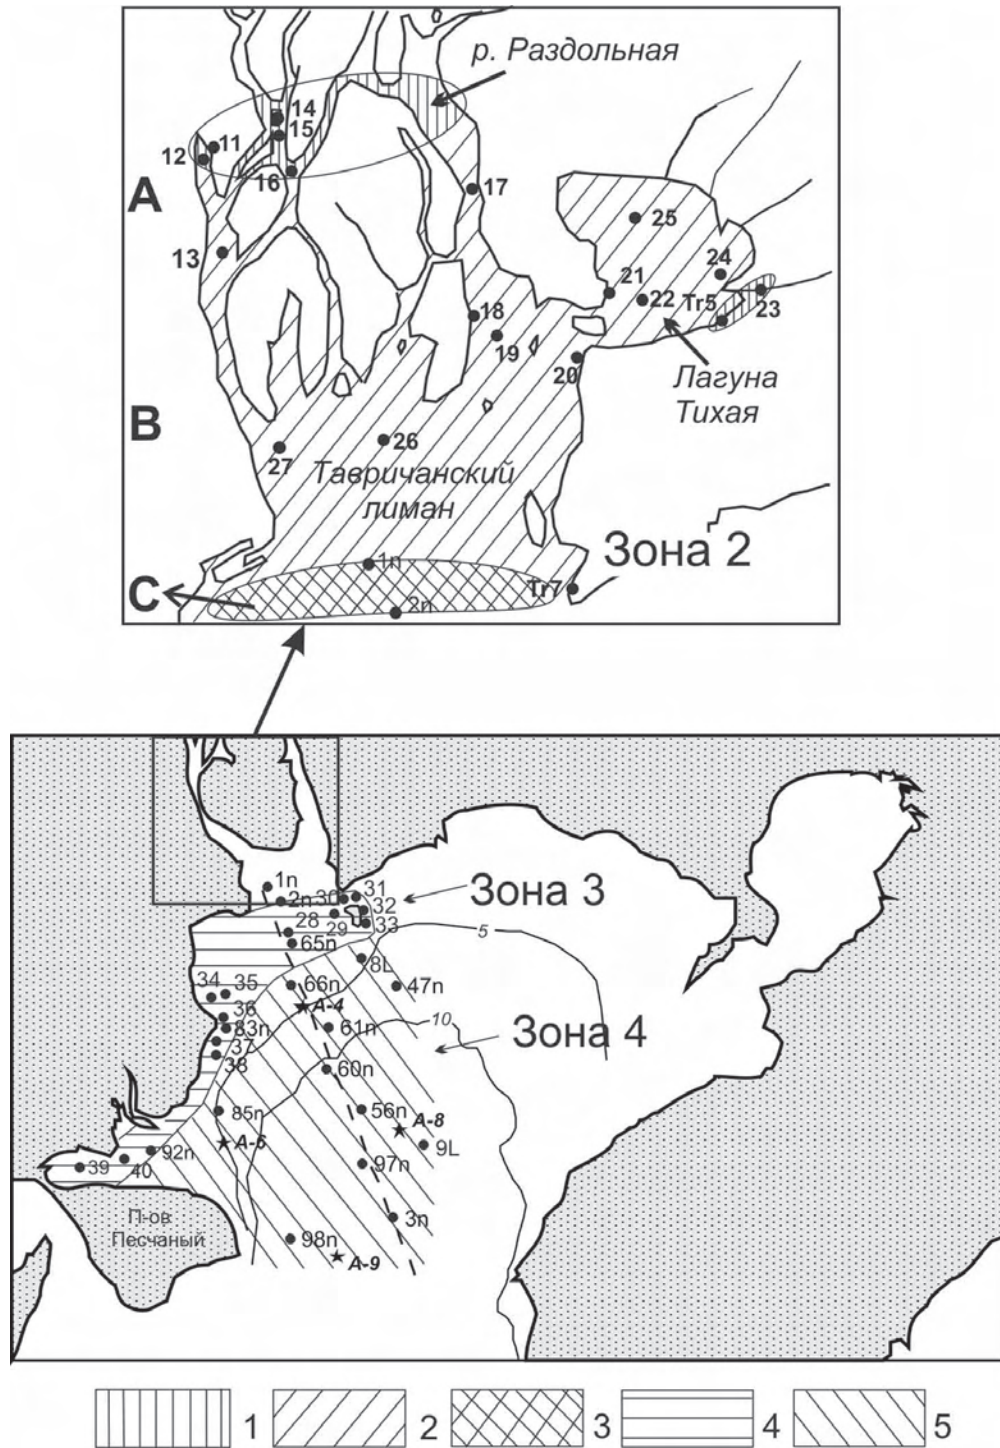 р. Раздольная
14
15
11
12
16
A
17
25
13
24
21
22
Tr5
23
18
19
20
Лагуна
Тихая
B
26
27
Тавричанский
лиман
Зона 2
1n
Tr7
C
2n
1n
31
30
Зона 3
2n
32
28
29
33
5
65n
8L
34
35
66n
47n
A-4
36
10
83n
61n
Зона 4
37
38
60n
85n
56n
A-8
A-6
9L
92n
97n
39
40
3n
П-ов
Песчаный
98n
A-9
1
2
3
4
5